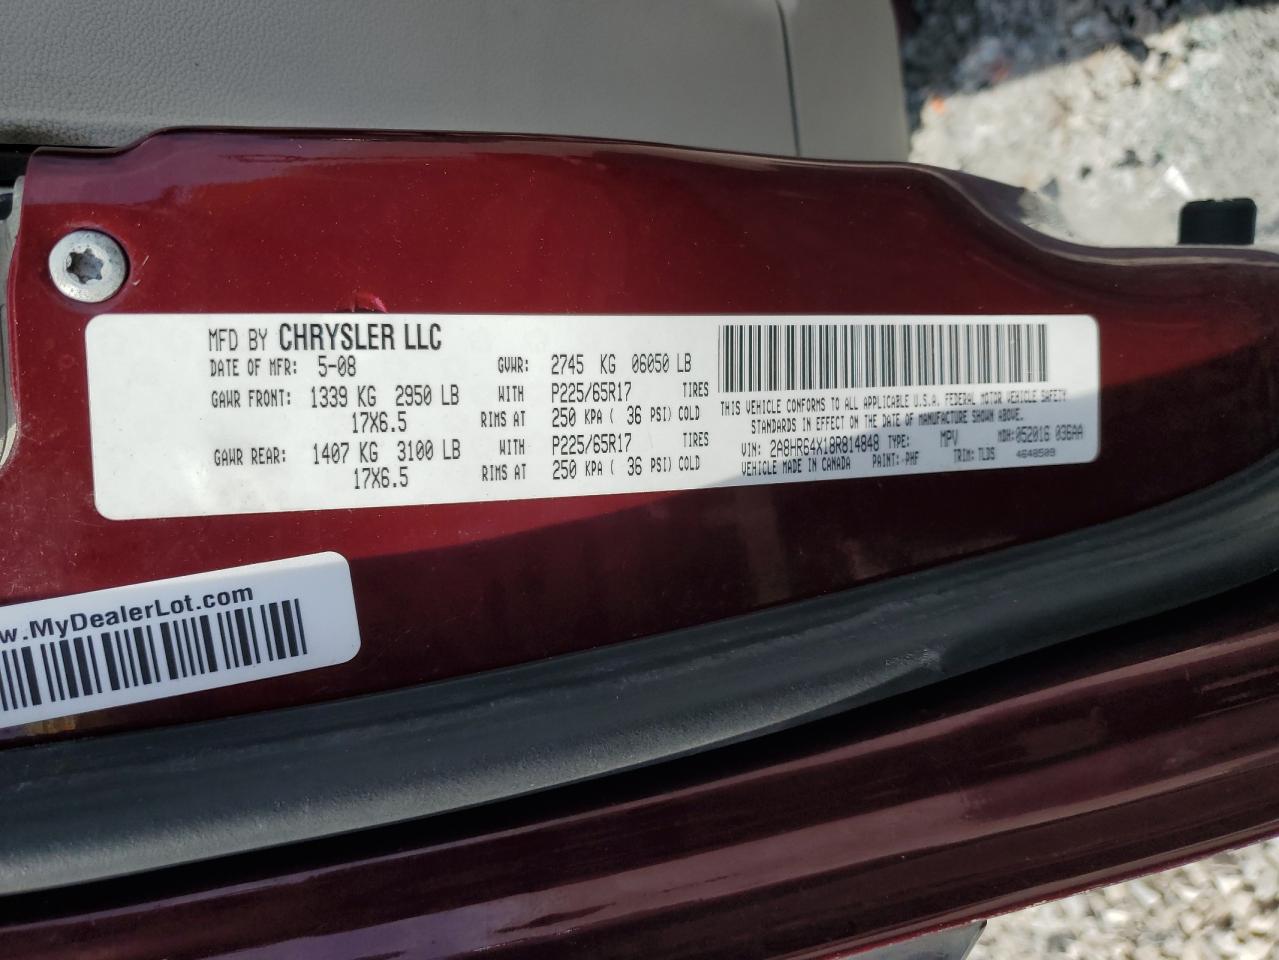 MFD BY CHRYSLER LLC
DATE OF MFR: 5-08 GVWR: 2745 KG 06050 LB
GAWR FRONT: 1339 KG 2950 LB WITH P225/65R17 TIRES
17X6.5 RIMS AT 250 KPA ( 36 PSI) COLD
GAWR REAR: 1407 KG 3100 LB WITH P225/65R17 TIRES
17X6.5 RIMS AT 250 KPA ( 36 PSI) COLD
THIS VEHICLE CONFORMS TO ALL APPLICABLE U.S.A. FEDERAL MOTOR VEHICLE SAFETY
STANDARDS IN EFFECT ON THE DATE OF MANUFACTURE SHOWN ABOVE.
VIN: 2A8HR64X18R814848 TYPE: MPV MDH:052016 036AA
VEHICLE MADE IN CANADA PAINT: PHF TRIM: TLDS 4648509
w.MyDealerLot.com